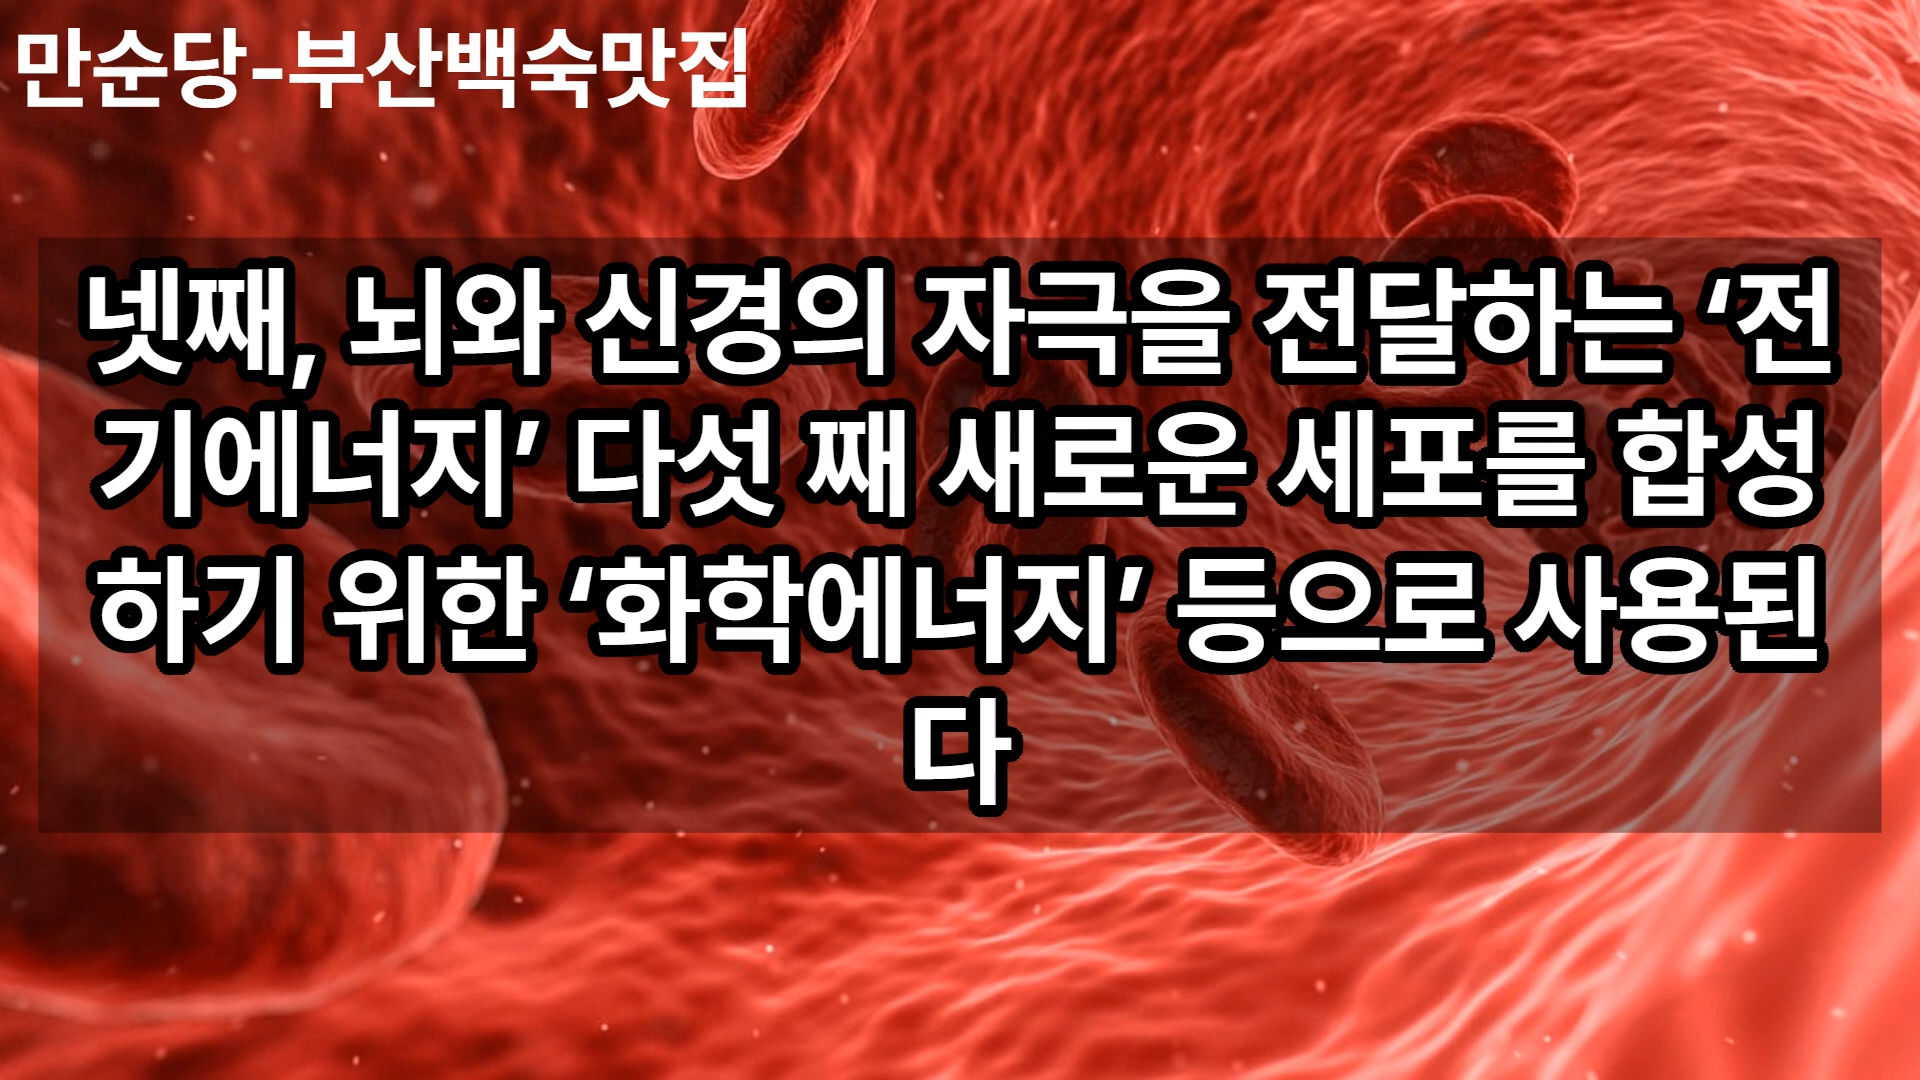 만순당-부산백숙맛집
넷째, 뇌와 신경의 자극을 전달하는 ‘전
기에너지’ 다섯 째 새로운 세포를 합성
하기 위한 ‘화학에너지’ 등으로 사용된
다